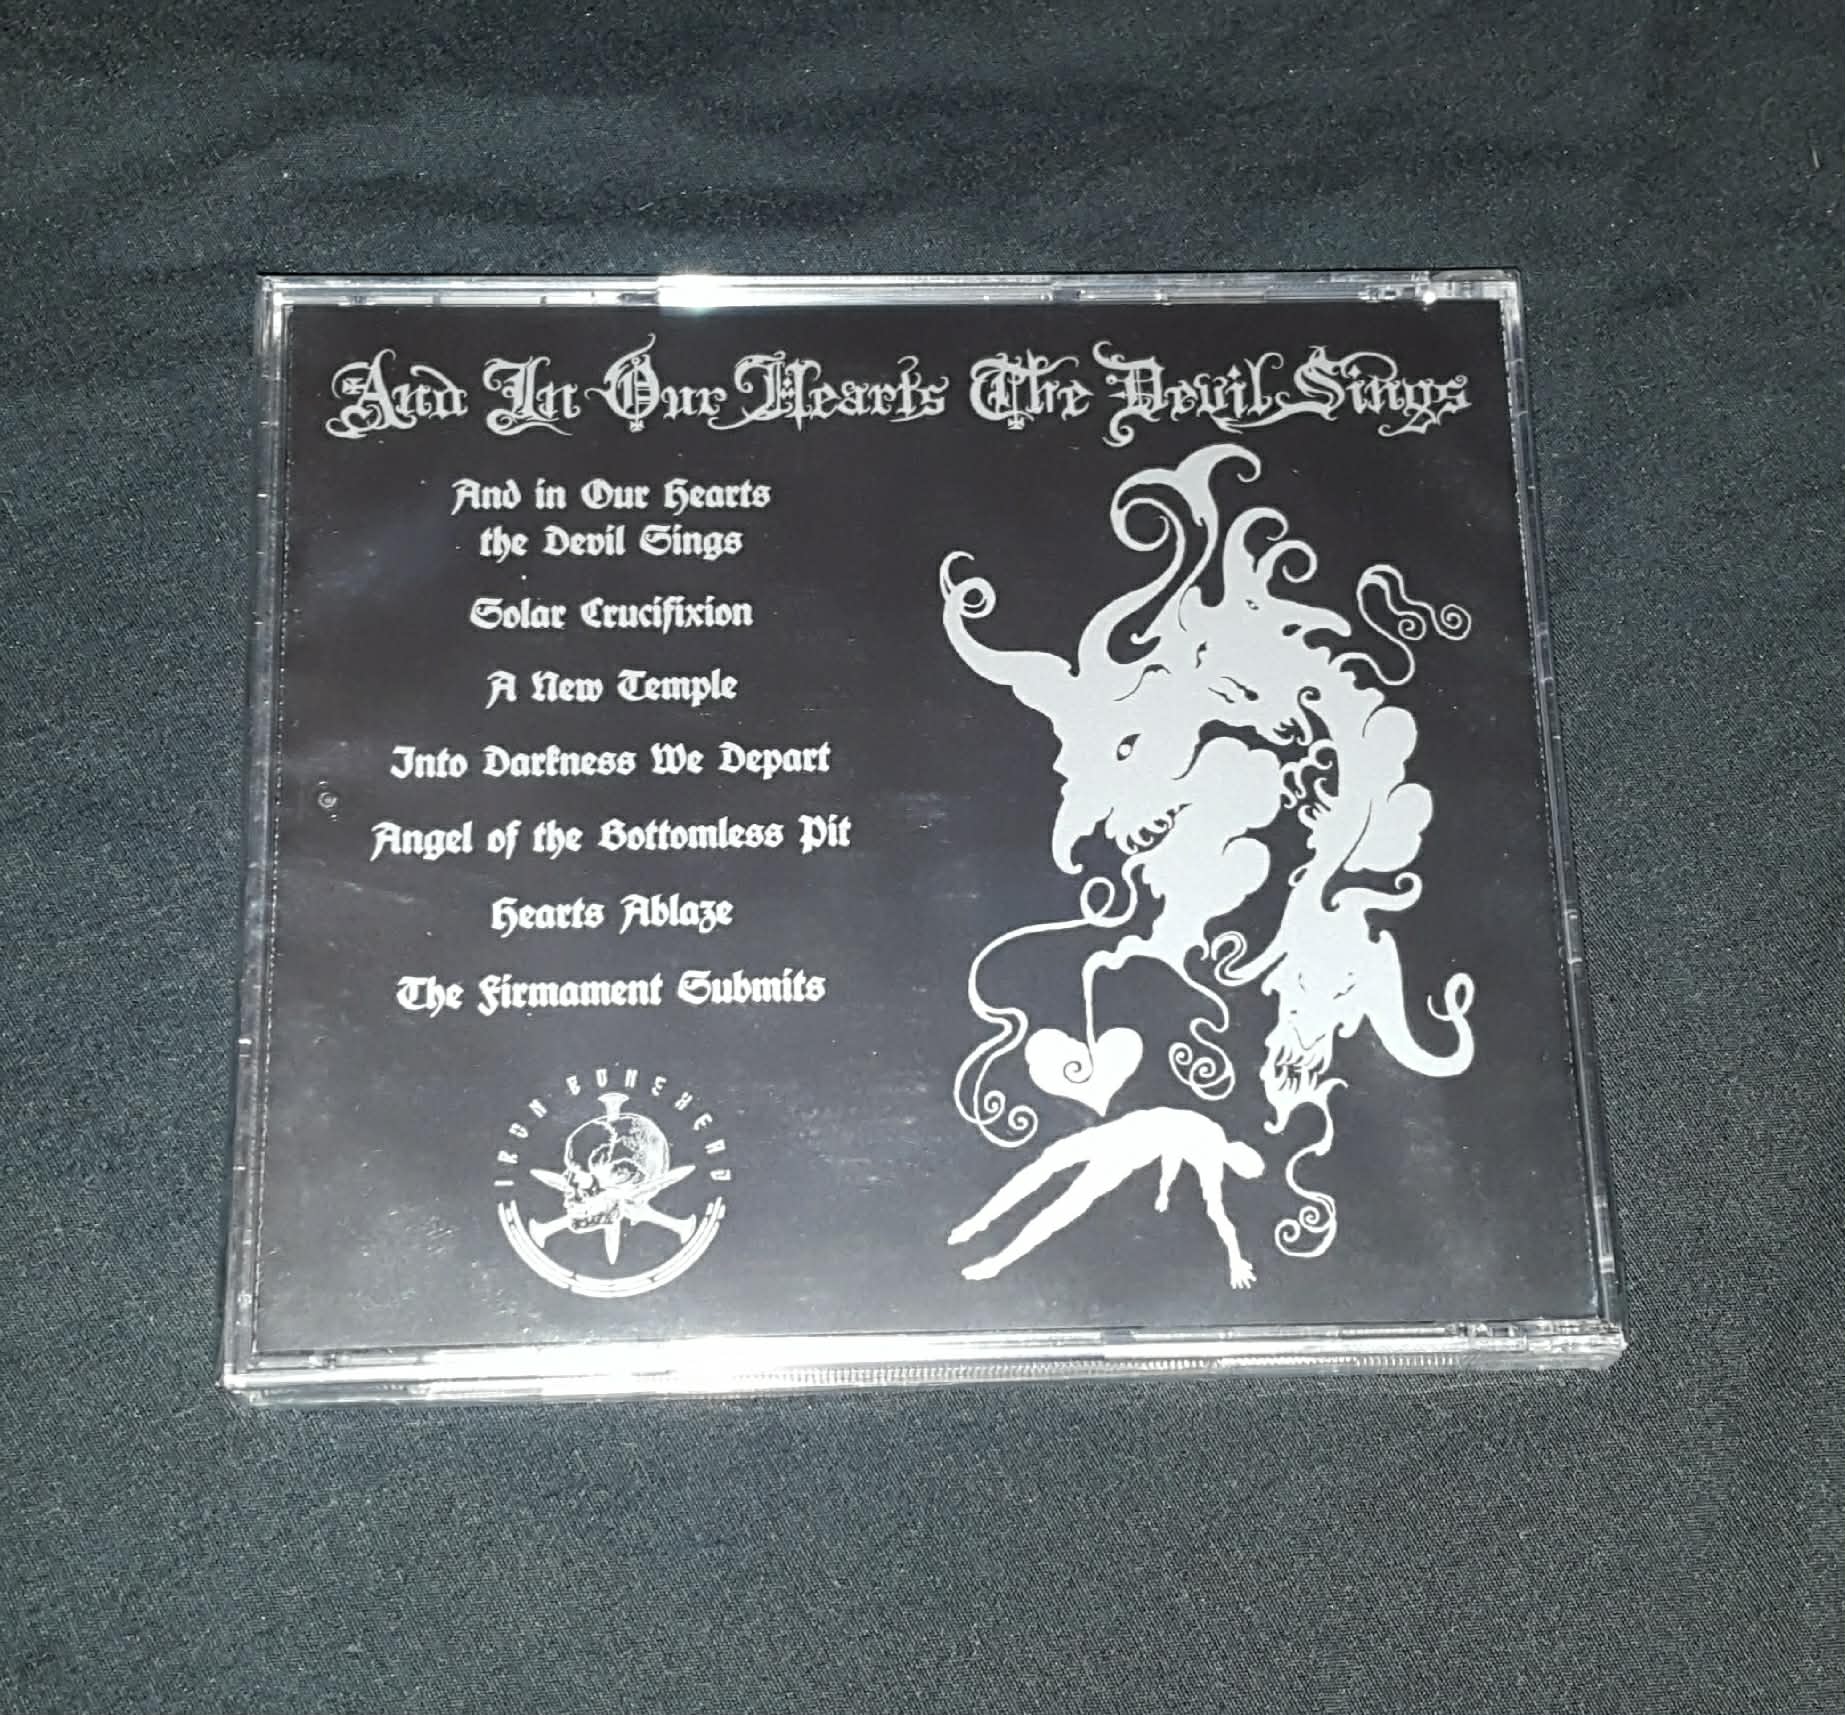 And In Our Hearts The Devil Sings
And in Our Hearts
the Devil Sings
Solar Crucifixion
A New Temple
Into Darkness We Depart
Angel of the Bottomless Pit
Hearts Ablaze
The Firmament Submits
IRON BONEHEAD